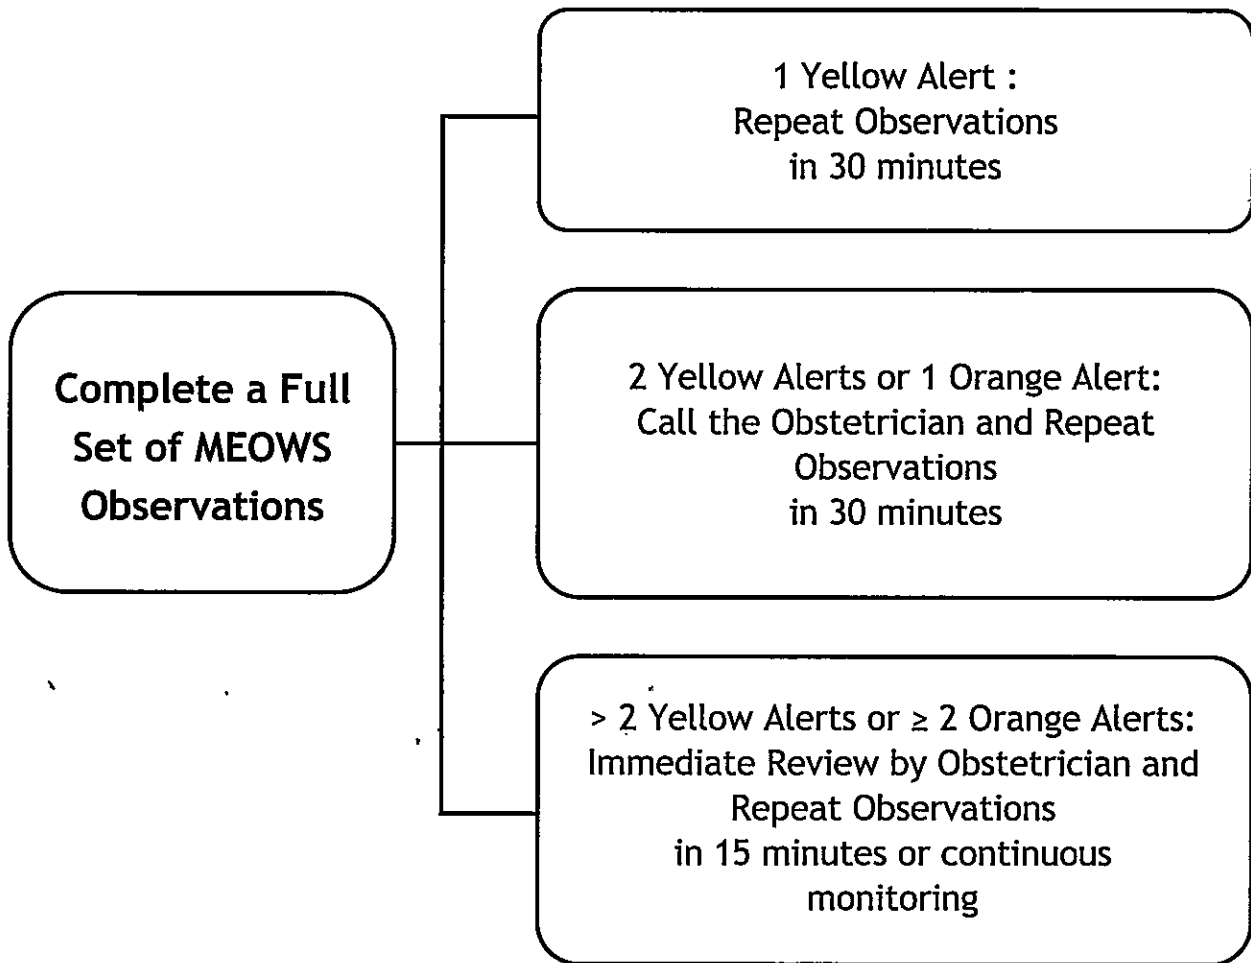 Complete a Full
Set of MEOWS
Observations
1 Yellow Alert :
Repeat Observations
in 30 minutes
2 Yellow Alerts or 1 Orange Alert:
Call the Obstetrician and Repeat
Observations
in 30 minutes
> 2 Yellow Alerts or ≥ 2 Orange Alerts:
Immediate Review by Obstetrician and
Repeat Observations
in 15 minutes or continuous
monitoring